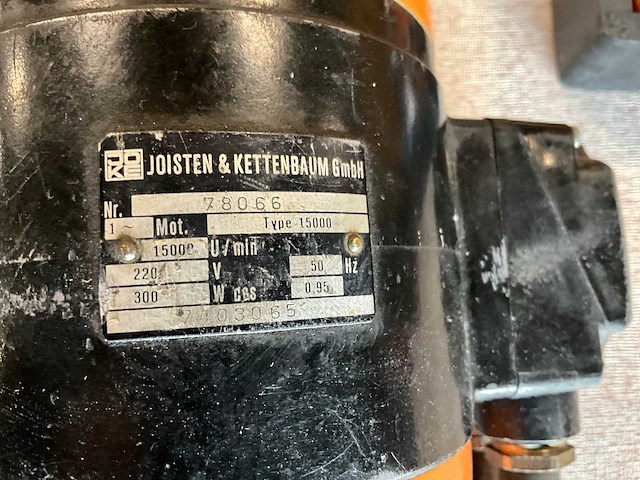 JOKE JOISTEN & KETTENBAUM GmbH
Nr. 78066
1 ~ Mot. Type-15000
15000 U/min
220 V 50 Hz
300 W cos 0.95
7403065